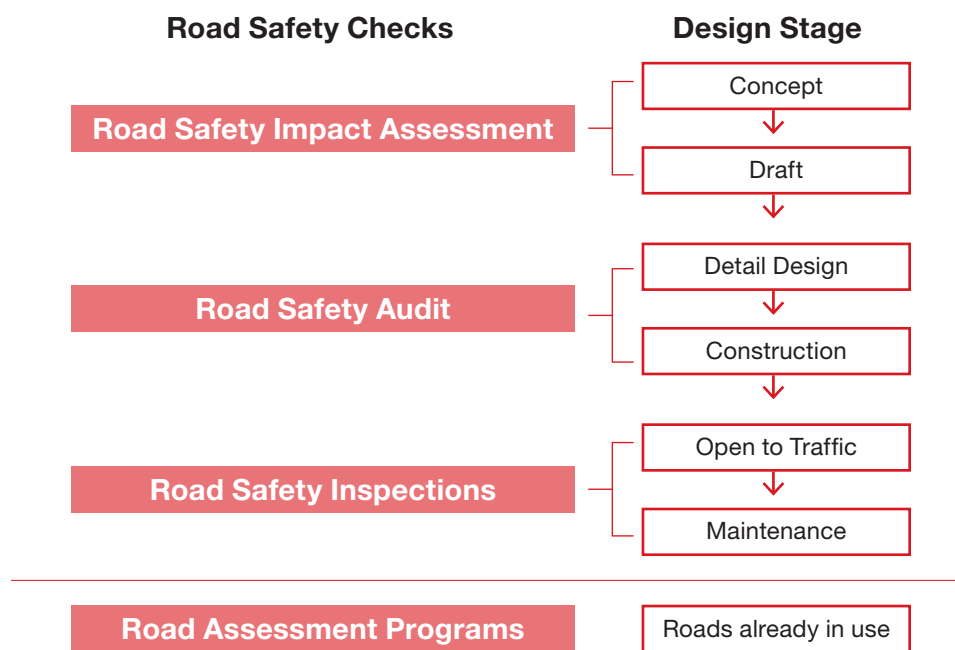 Road Safety Checks
Design Stage
Road Safety Impact Assessment
Concept
Draft
Road Safety Audit
Detail Design
Construction
Road Safety Inspections
Open to Traffic
Maintenance
Road Assessment Programs
Roads already in use